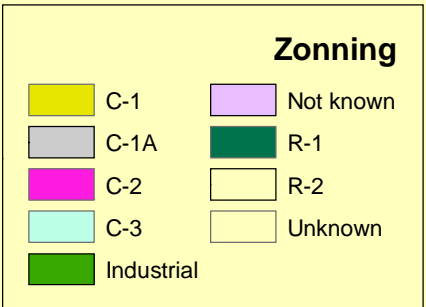 Zonning
C-1
C-1A
C-2
C-3
Industrial
Not known
R-1
R-2
Unknown